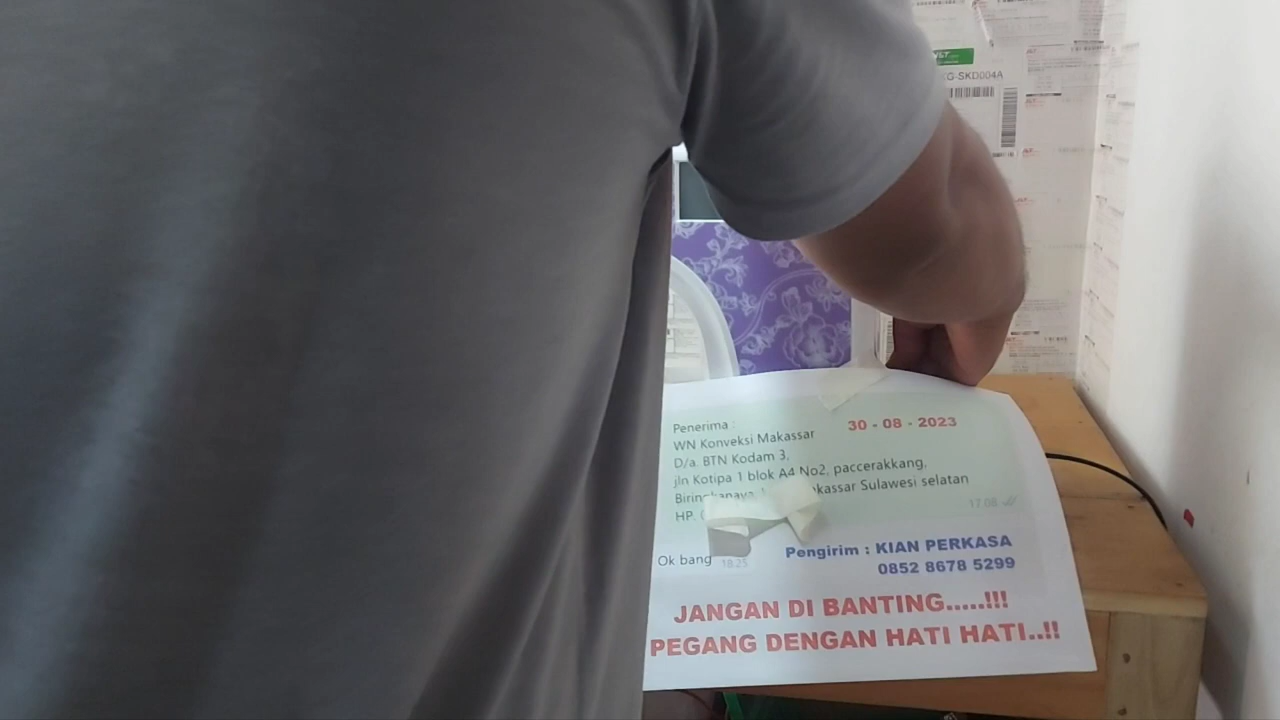 J&T
KG-SKD004A
Penerima :
30 - 08 - 2023
WN Konveksi Makassar
D/a. BTN Kodam 3,
jln Kotipa 1 blok A4 No2, paccerakkang,
Sulawesi selatan
17.08
HP.
Ok bang
18.25
Pengirim : KIAN PERKASA
0852 8678 5299
JANGAN DI BANTING.....!!!
PEGANG DENGAN HATI HATI..!!